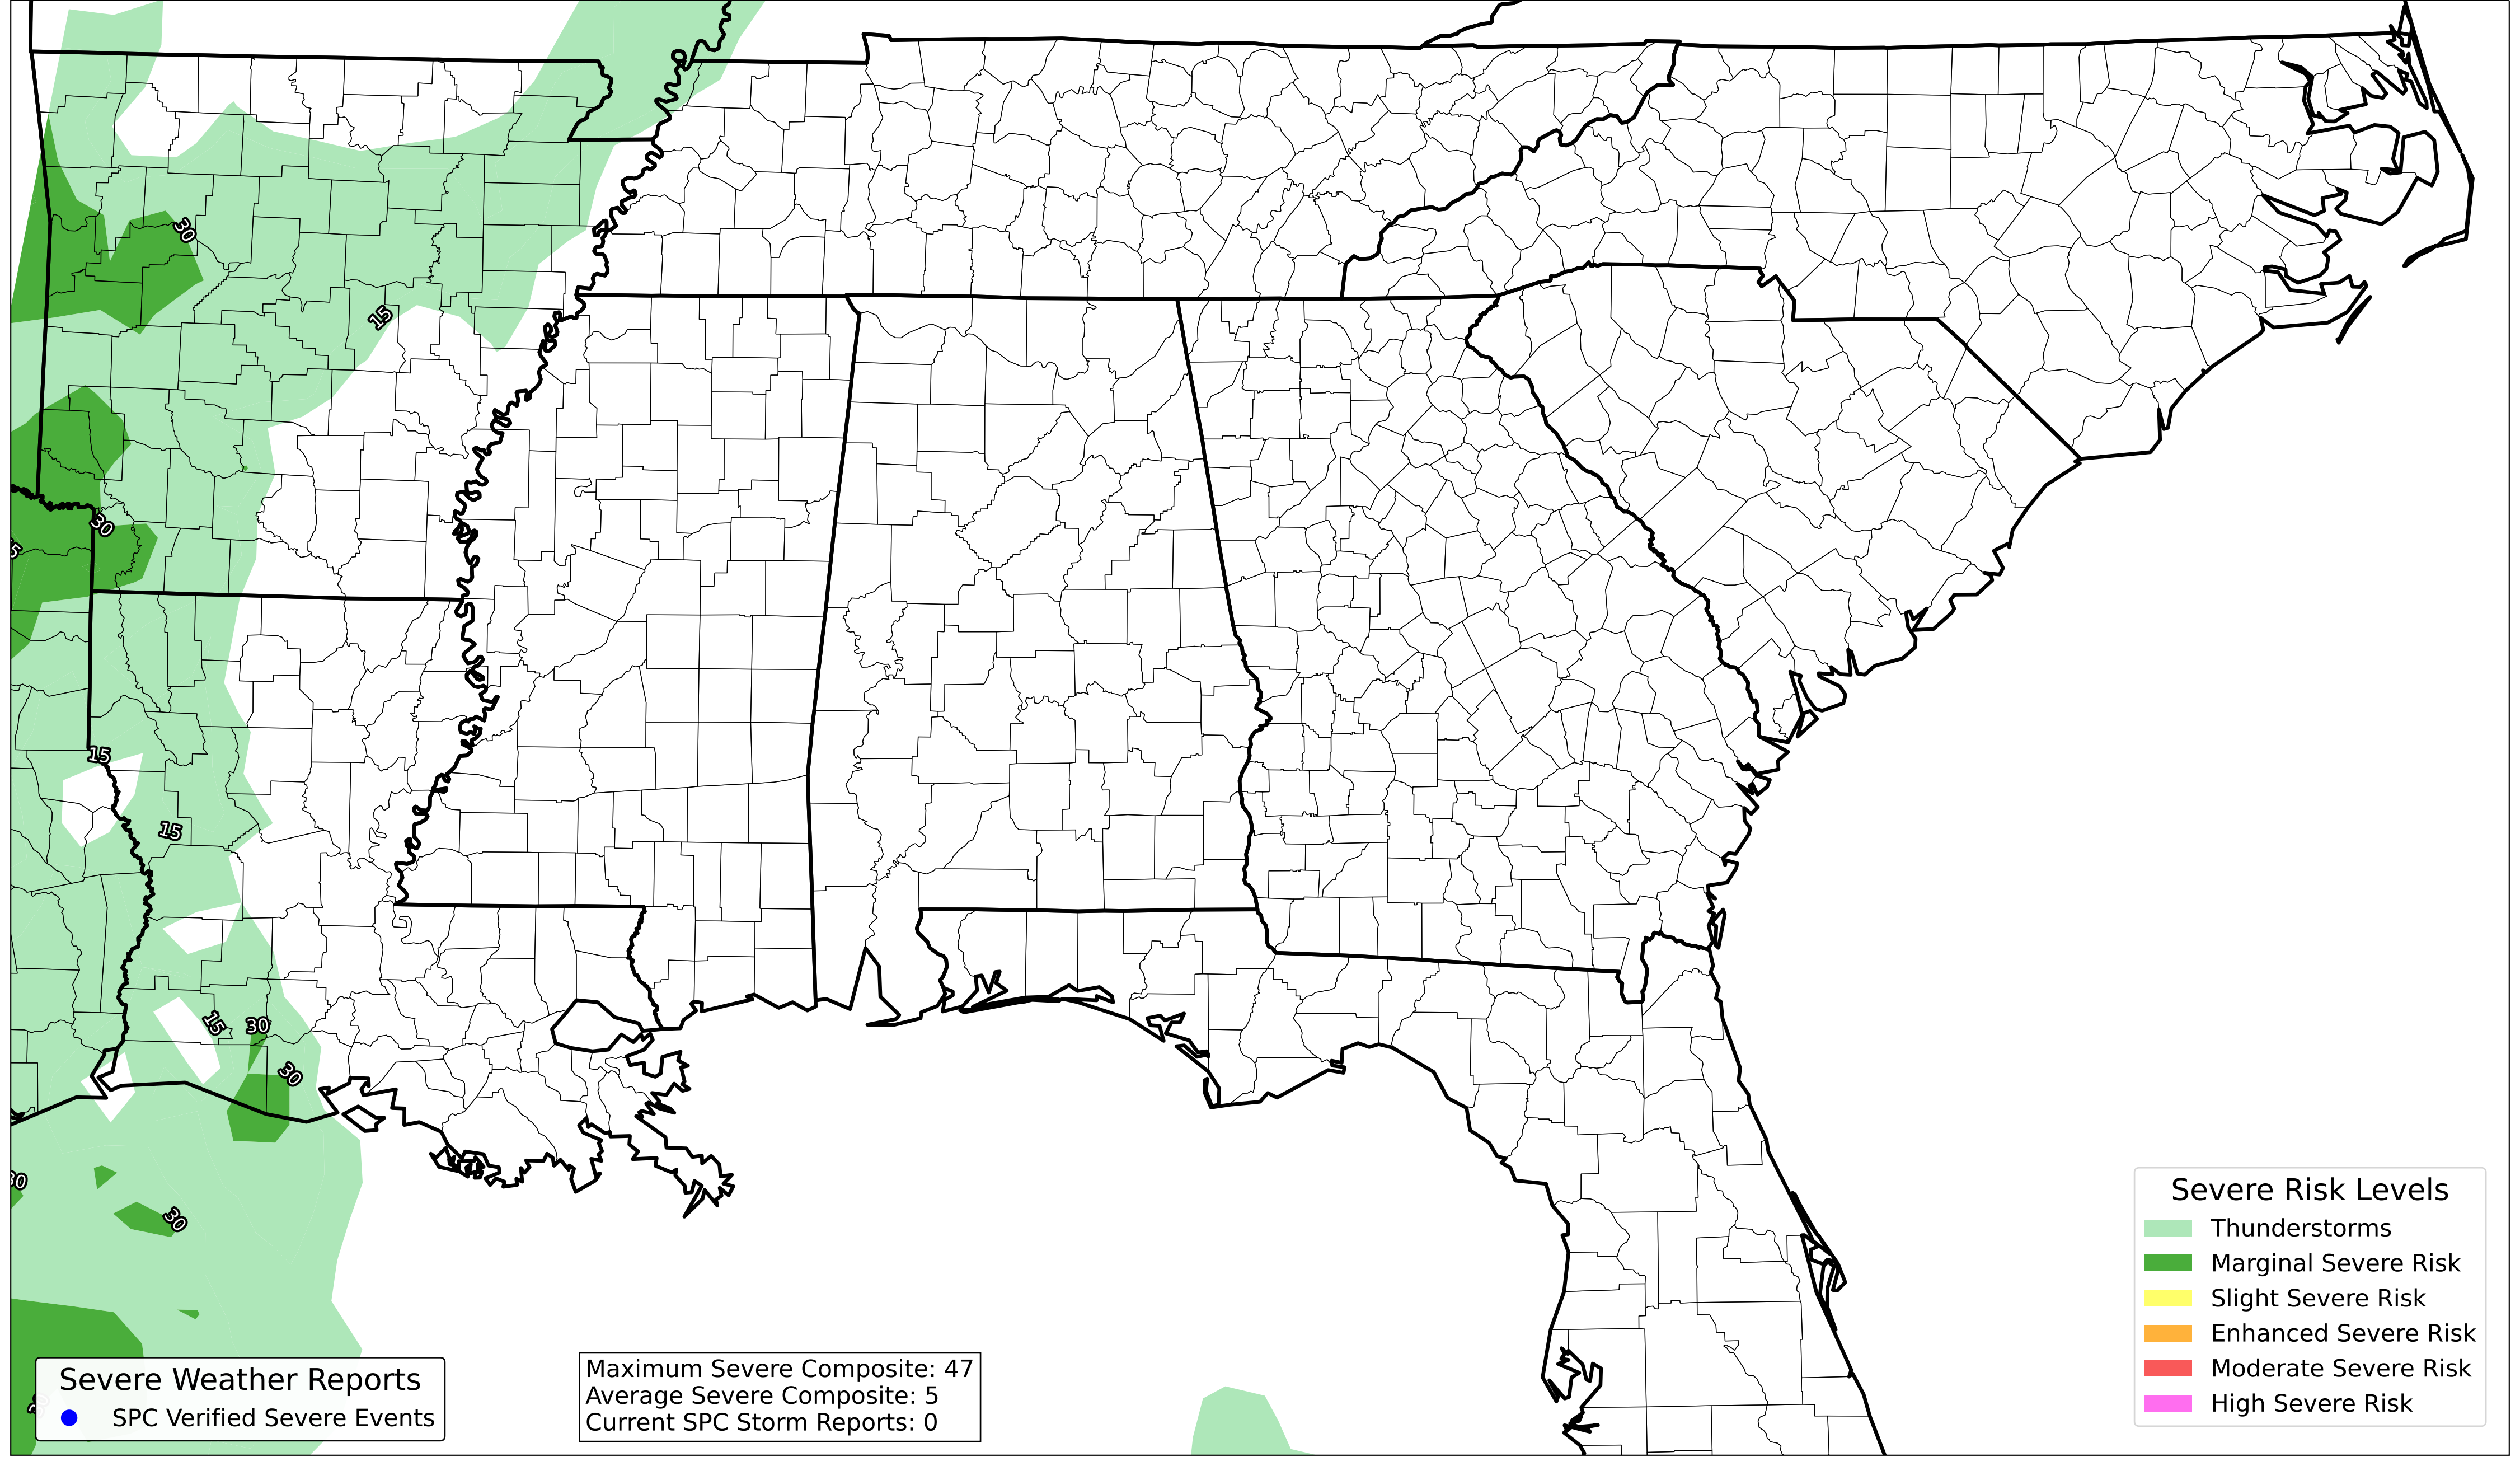 30
15
30
15
15
15
30
30
30
30
Severe Risk Levels
Thunderstorms
Marginal Severe Risk
Slight Severe Risk
Enhanced Severe Risk
Moderate Severe Risk
High Severe Risk
Maximum Severe Composite: 47
Average Severe Composite: 5
Current SPC Storm Reports: 0
Severe Weather Reports
SPC Verified Severe Events